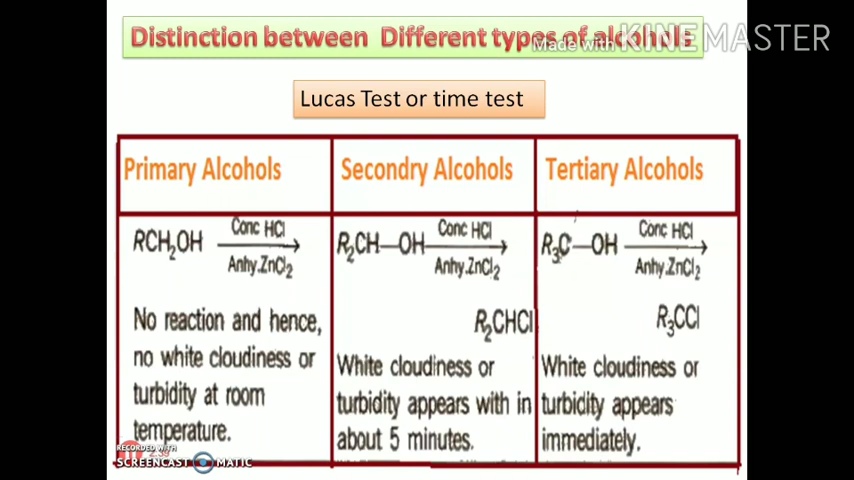 Distinction between Different types of alcohols
Made with KINEMASTER
Lucas Test or time test
Primary Alcohols
Secondry Alcohols
Tertiary Alcohols
RCH₂OH Conc HCl
Anhy.ZnCl₂
No reaction and hence,
no white cloudiness or
turbidity at room
temperature.
R₂CH—OH Conc HCl
Anhy.ZnCl₂
R₂CHCl
White cloudiness or
turbidity appears with in
about 5 minutes.
R₃C—OH Conc HCl
Anhy.ZnCl₂
R₃CCl
White cloudiness or
turbidity appears
immediately.
RECORDED WITH
SCREENCAST MATIC